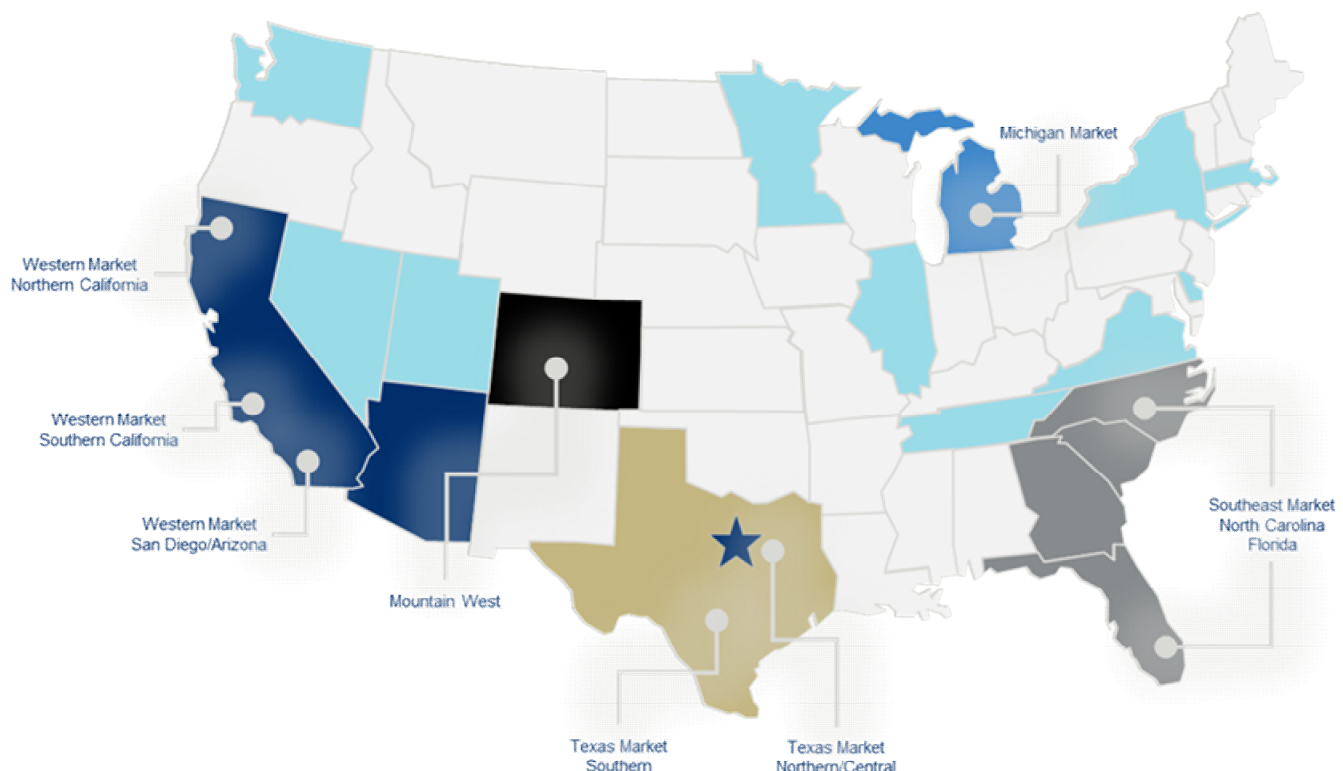 Michigan Market
Western Market
Northern California
Western Market
Southern California
Southeast Market
North Carolina
Florida
Western Market
San Diego/Arizona
Mountain West
Texas Market
Southern
Texas Market
Northern/Central